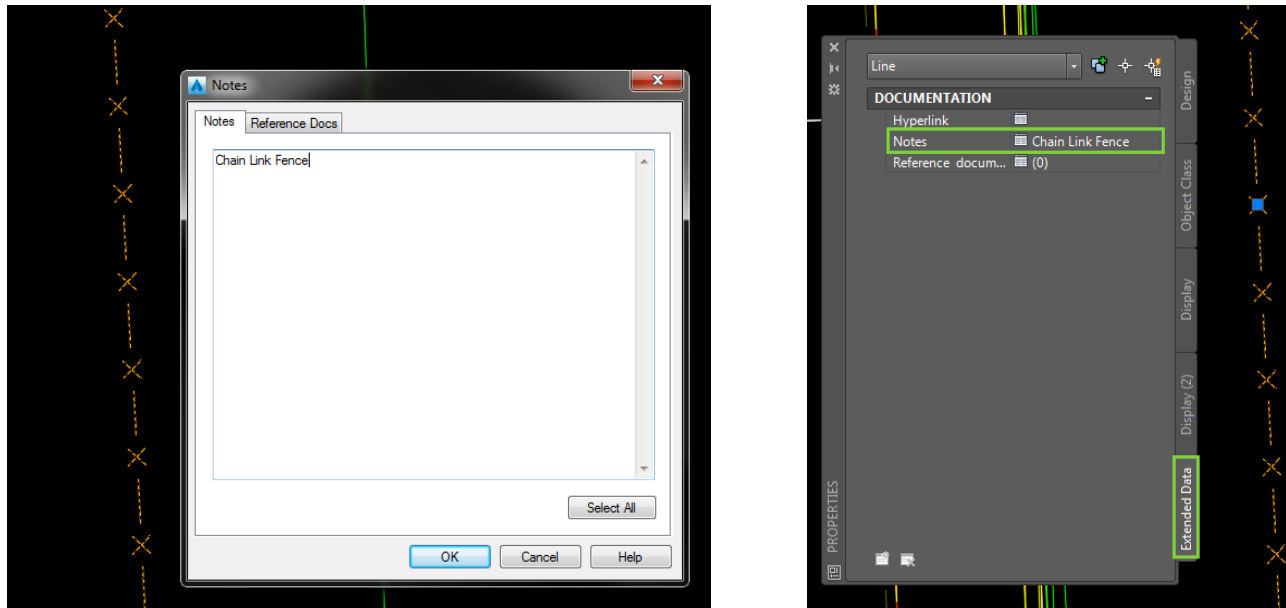 Notes
Notes
Reference Docs
Chain Link Fence
Select All
OK
Cancel
Help
Line
DOCUMENTATION
Hyperlink
Notes Chain Link Fence
Reference docum... (0)
Design
Object Class
Display
Display (2)
Extended Data
PROPERTIES